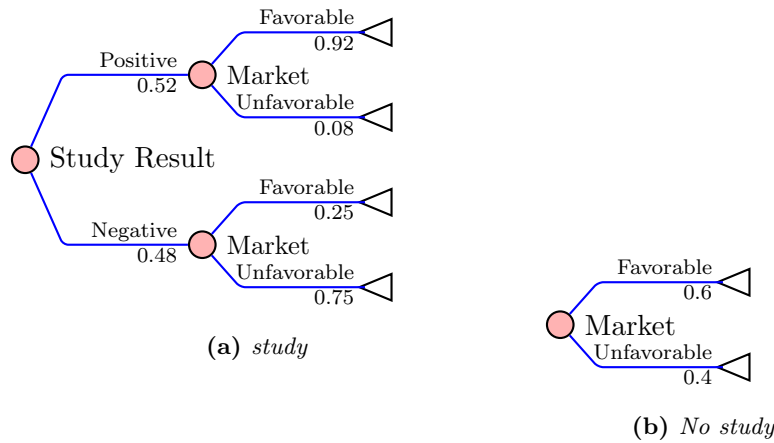 Favorable
0.92
Positive
0.52
Market
Unfavorable
0.08
Study Result
Favorable
0.25
Negative
0.48
Market
Unfavorable
0.75
(a) study
Favorable
0.6
Market
Unfavorable
0.4
(b) No study